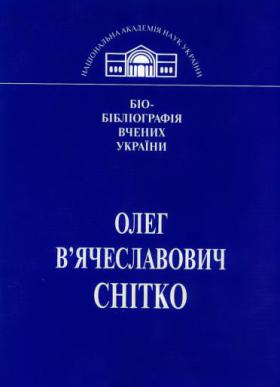 НАЦІОНАЛЬНА АКАДЕМІЯ НАУК УКРАЇНИ
БІО-
БІБЛІОГРАФІЯ
ВЧЕНИХ
УКРАЇНИ
ОЛЕГ
В'ЯЧЕСЛАВОВИЧ
СНІТКО